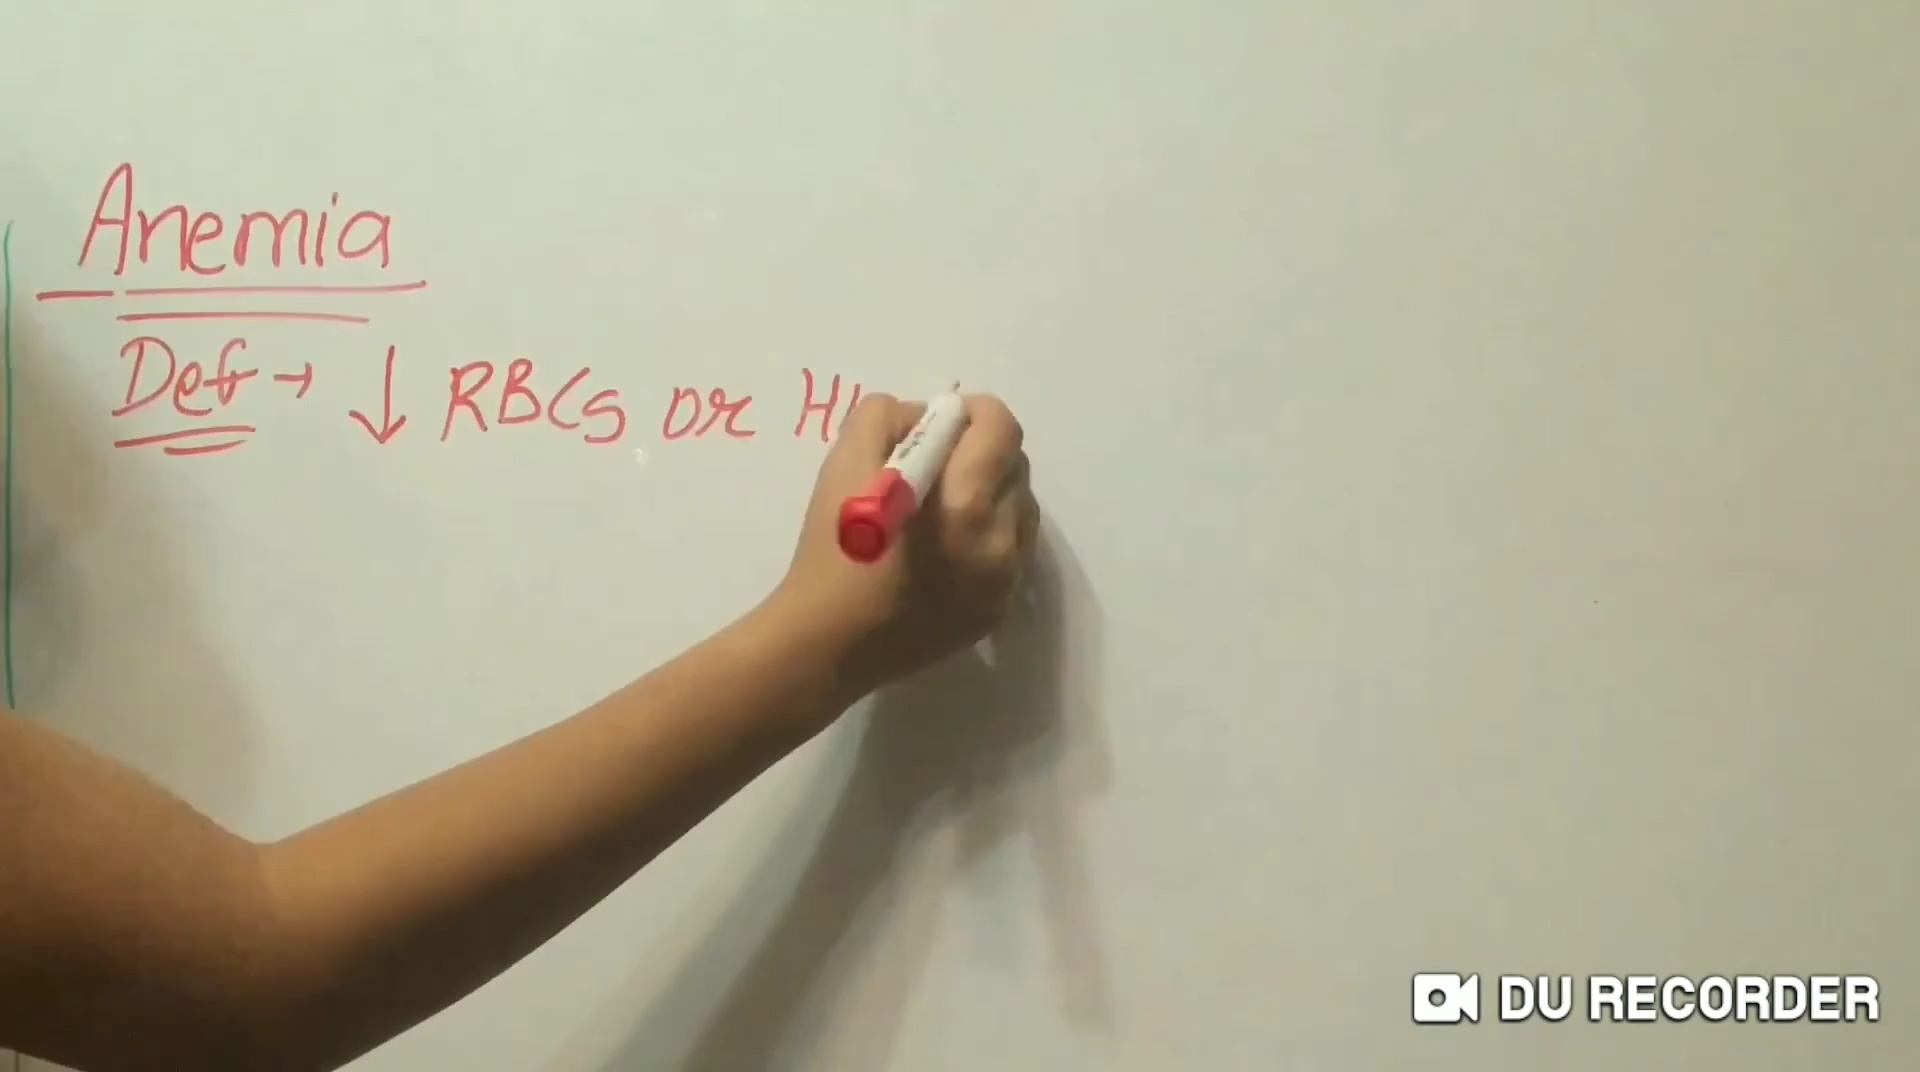 Anemia
Def → ↓ RBCs or
DU RECORDER